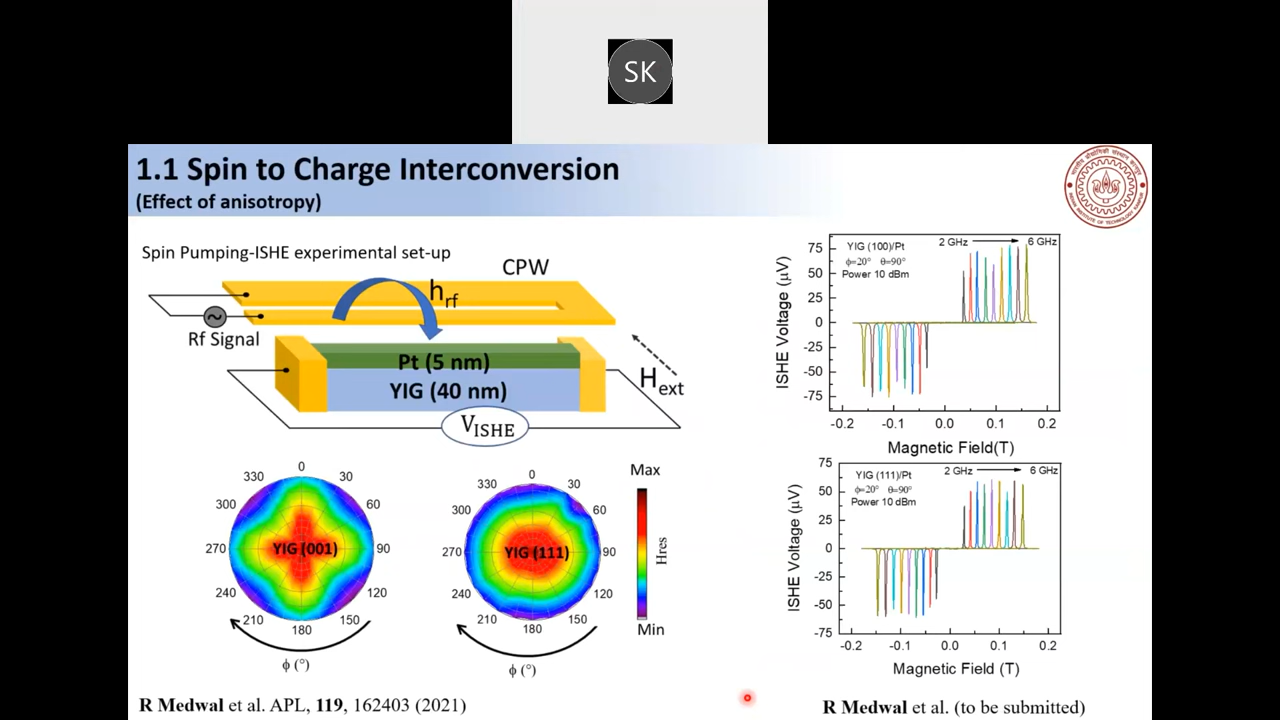 SK
1.1 Spin to Charge Interconversion
(Effect of anisotropy)
Spin Pumping-ISHE experimental set-up
CPW
hrf
Rf Signal
Pt (5 nm)
YIG (40 nm)
Hext
VISHE
0
30
60
90
120
150
180
210
240
270
300
330
YIG (001)
ϕ (°)
0
30
60
90
120
150
180
210
240
270
300
330
YIG (111)
ϕ (°)
Max
Hres
Min
R Medwal et al. APL, 119, 162403 (2021)
YIG (100)/Pt
2 GHz
6 GHz
ϕ=20° θ=90°
Power 10 dBm
ISHE Voltage (μV)
75
50
25
0
-25
-50
-75
-0.2
-0.1
0.0
0.1
0.2
Magnetic Field(T)
YIG (111)/Pt
2 GHz
6 GHz
ϕ=20° θ=90°
Power 10 dBm
ISHE Voltage (μV)
75
50
25
0
-25
-50
-75
-0.2
-0.1
0.0
0.1
0.2
Magnetic Field (T)
R Medwal et al. (to be submitted)